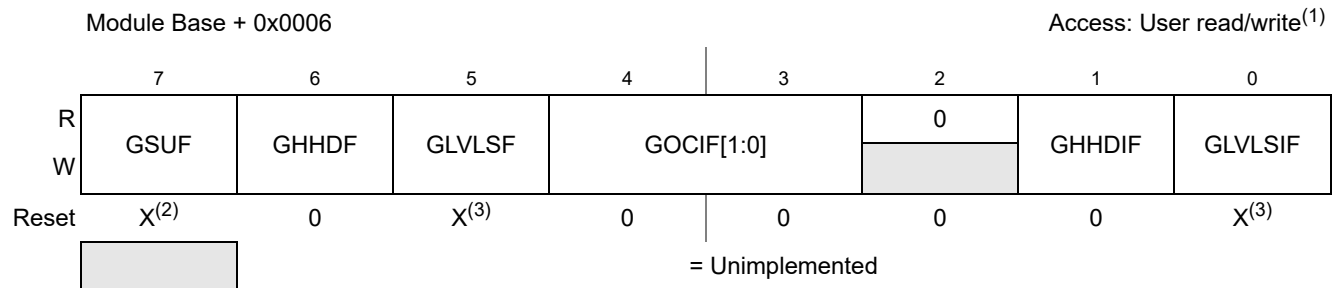 Module Base + 0x0006 Access: User read/write(1)
7 6 5 4 3 2 1 0
R 0
GSUF GHHDF GLVLSF GOCIF[1:0] GHHDIF GLVLSIF
W
Reset X(2) 0 X(3) 0 0 0 0 X(3)
= Unimplemented